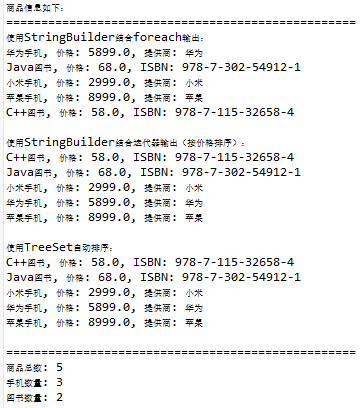 商品信息如下:
==================================================
使用StringBuilder结合foreach输出:
华为手机, 价格: 5899.0, 提供商: 华为
Java图书, 价格: 68.0, ISBN: 978-7-302-54912-1
小米手机, 价格: 2999.0, 提供商: 小米
苹果手机, 价格: 8999.0, 提供商: 苹果
C++图书, 价格: 58.0, ISBN: 978-7-115-32658-4
使用StringBuilder结合迭代器输出（按价格排序）:
C++图书, 价格: 58.0, ISBN: 978-7-115-32658-4
Java图书, 价格: 68.0, ISBN: 978-7-302-54912-1
小米手机, 价格: 2999.0, 提供商: 小米
华为手机, 价格: 5899.0, 提供商: 华为
苹果手机, 价格: 8999.0, 提供商: 苹果
使用TreeSet自动排序:
C++图书, 价格: 58.0, ISBN: 978-7-115-32658-4
Java图书, 价格: 68.0, ISBN: 978-7-302-54912-1
小米手机, 价格: 2999.0, 提供商: 小米
华为手机, 价格: 5899.0, 提供商: 华为
苹果手机, 价格: 8999.0, 提供商: 苹果
==================================================
商品总数: 5
手机数量: 3
图书数量: 2